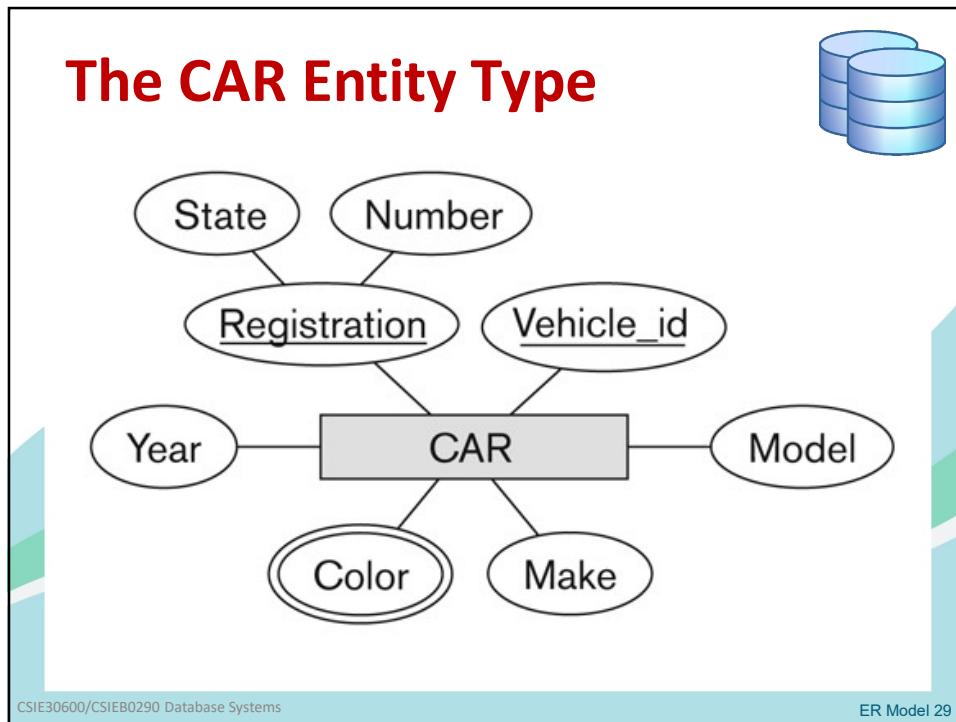 The CAR Entity Type
State Number
Registration Vehicle_id
Year CAR Model
Color Make
CSIE30600/CSIEB0290 Database Systems
ER Model 29